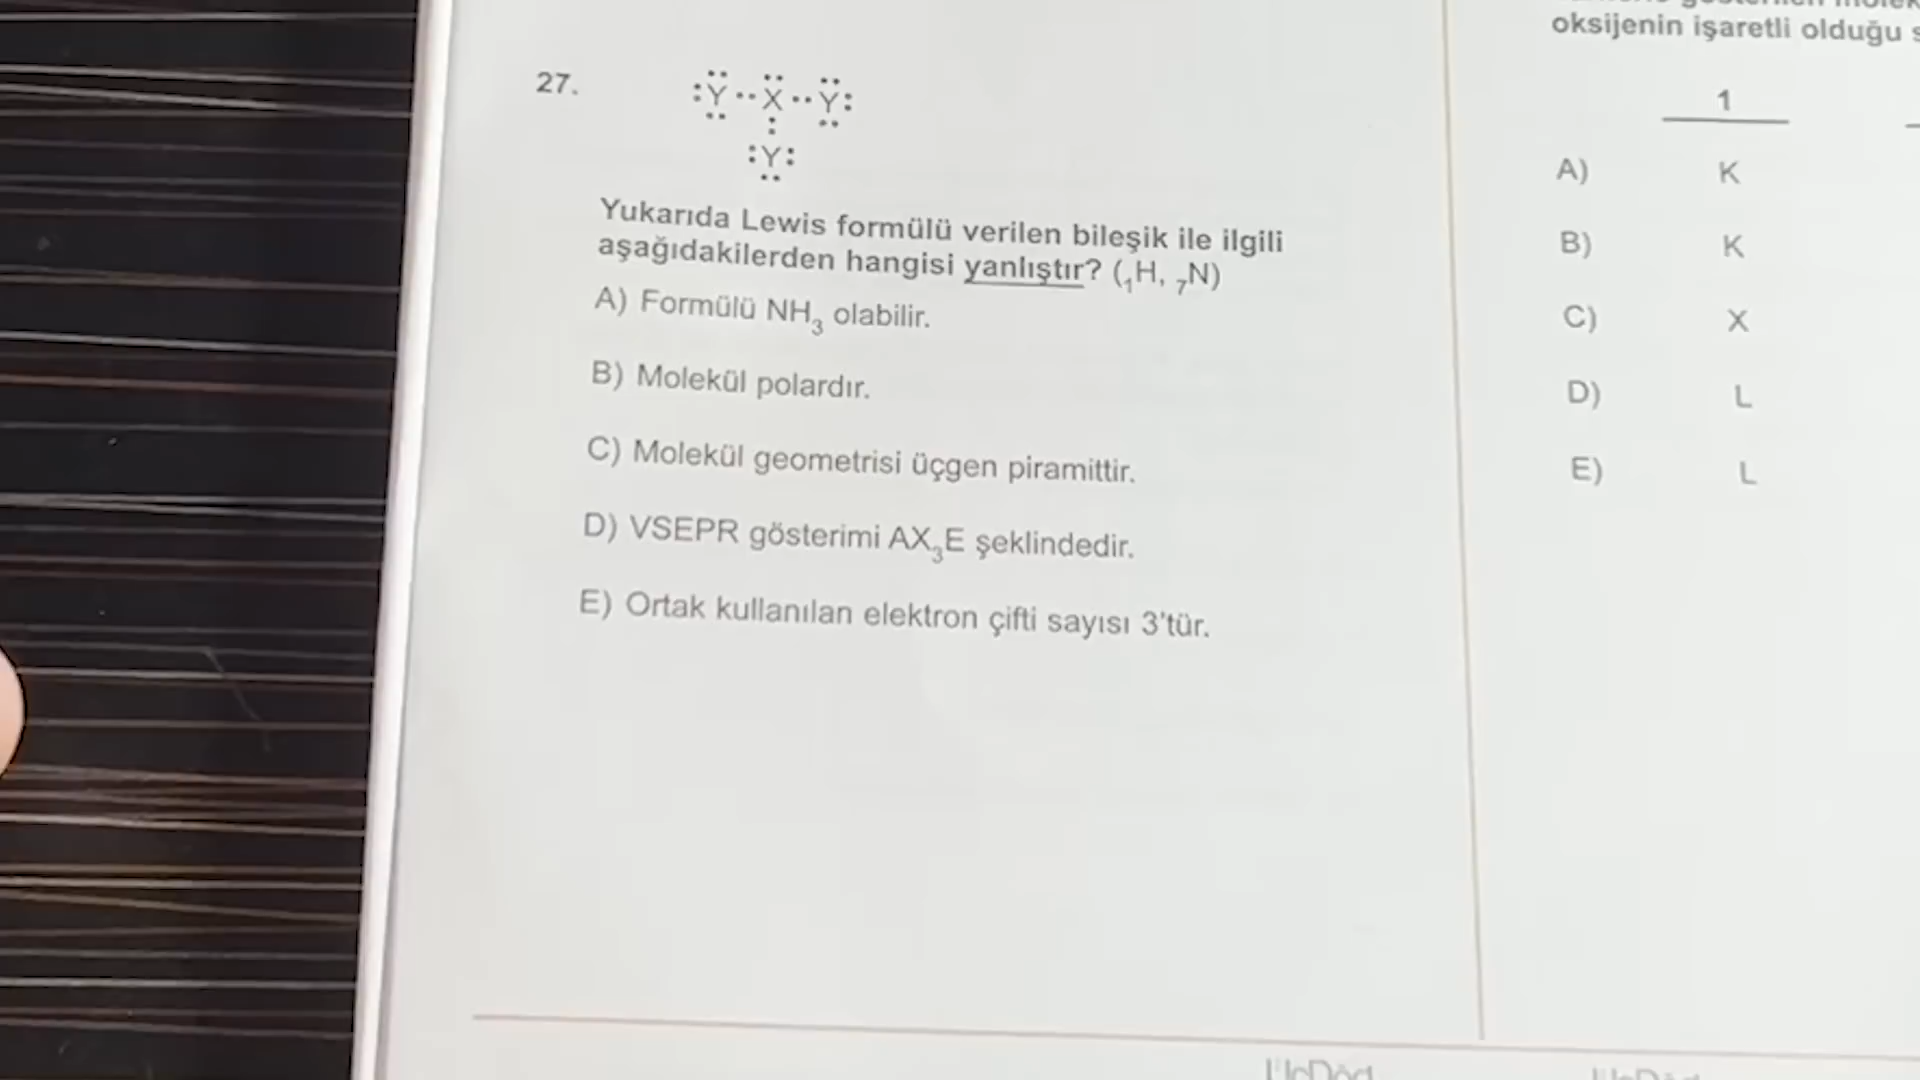 27.
:Ÿ··Ẍ··Ÿ:
:Y:
Yukarıda Lewis formülü verilen bileşik ile ilgili
aşağıdakilerden hangisi yanlıştır? (₁H, ₇N)
A) Formülü NH₃ olabilir.
B) Molekül polardır.
C) Molekül geometrisi üçgen piramittir.
D) VSEPR gösterimi AX₃E şeklindedir.
E) Ortak kullanılan elektron çifti sayısı 3'tür.
oksijenin işaretli olduğu
1
A) K
B) K
C) X
D) L
E) L